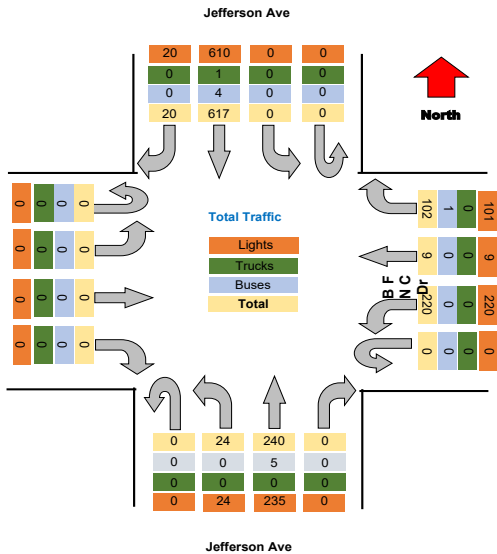 Jefferson Ave
20 610 0 0
0 1 0 0
0 4 0 0
20 617 0 0
North
0 0 0 0
0 0 0 0
0 0 0 0
0 0 0 0
Total Traffic
Lights
Trucks
Buses
Total
102 1 0 101
9 0 0 9
220 0 0 220
0 0 0 0
B F
N C
Dr
0 24 240 0
0 0 5 0
0 0 0 0
0 24 235 0
Jefferson Ave